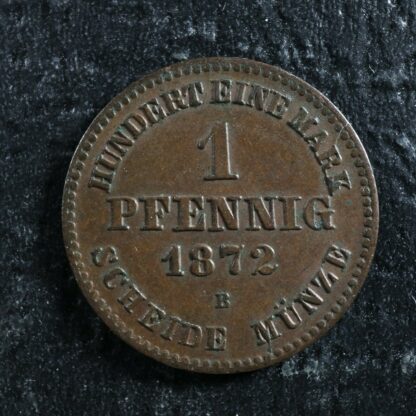 HUNDERT EINE MARK
1
PFENNIG
1872
B
SCHEIDE MÜNZE